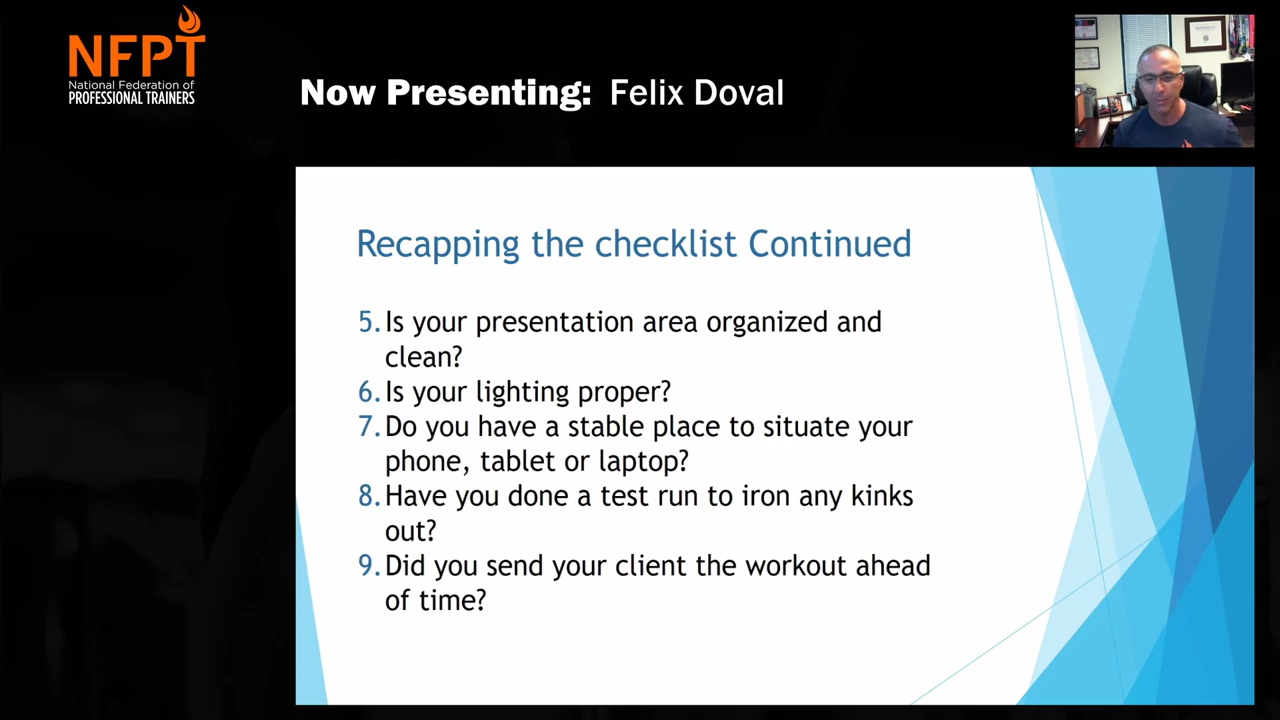 NFPT
National Federation of
PROFESSIONAL TRAINERS
Now Presenting: Felix Doval
Recapping the checklist Continued
5. Is your presentation area organized and
clean?
6. Is your lighting proper?
7. Do you have a stable place to situate your
phone, tablet or laptop?
8. Have you done a test run to iron any kinks
out?
9. Did you send your client the workout ahead
of time?